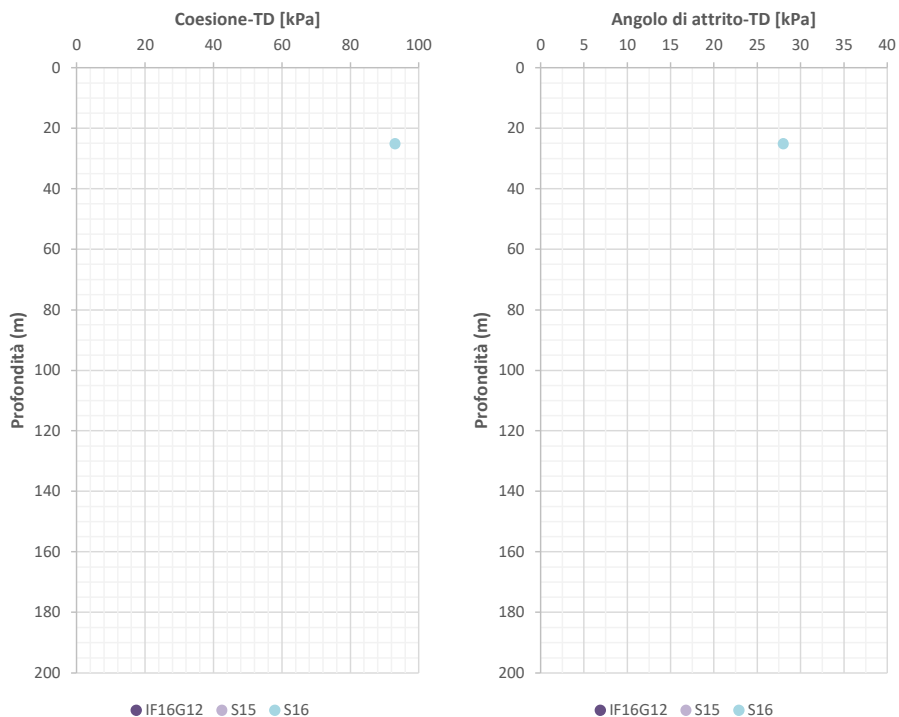 Coesione-TD [kPa]
0 20 40 60 80 100
0
20
40
60
80
100
120
140
160
180
200
Profondità (m)
IF16G12 S15 S16
Angolo di attrito-TD [kPa]
0 5 10 15 20 25 30 35 40
0
20
40
60
80
100
120
140
160
180
200
Profondità (m)
IF16G12 S15 S16